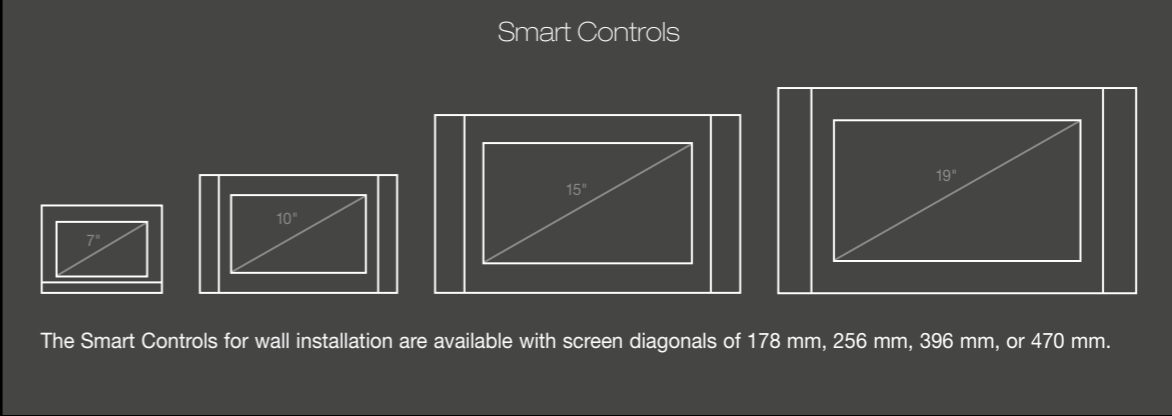 Smart Controls
7"
10"
15"
19"
The Smart Controls for wall installation are available with screen diagonals of 178 mm, 256 mm, 396 mm, or 470 mm.